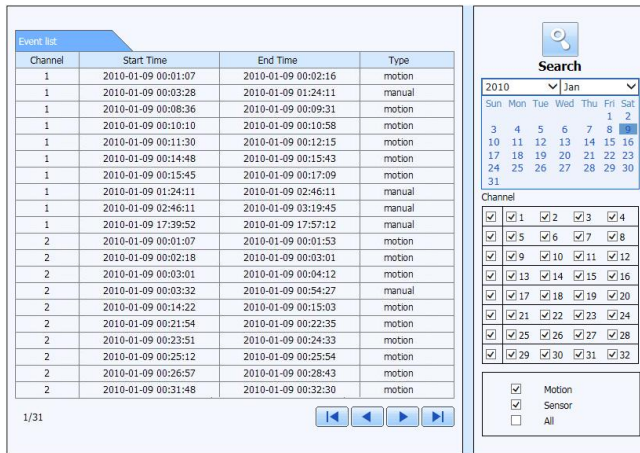 Event list
Channel Start Time End Time Type
1 2010-01-09 00:01:07 2010-01-09 00:02:16 motion
1 2010-01-09 00:03:28 2010-01-09 01:24:11 manual
1 2010-01-09 00:08:36 2010-01-09 00:09:31 motion
1 2010-01-09 00:10:10 2010-01-09 00:10:58 motion
1 2010-01-09 00:11:30 2010-01-09 00:12:15 motion
1 2010-01-09 00:14:48 2010-01-09 00:15:43 motion
1 2010-01-09 00:15:45 2010-01-09 00:17:09 motion
1 2010-01-09 01:24:11 2010-01-09 02:46:11 manual
1 2010-01-09 02:46:11 2010-01-09 03:19:45 manual
1 2010-01-09 17:39:52 2010-01-09 17:57:12 manual
2 2010-01-09 00:01:07 2010-01-09 00:01:53 motion
2 2010-01-09 00:02:18 2010-01-09 00:03:01 motion
2 2010-01-09 00:03:01 2010-01-09 00:04:12 motion
2 2010-01-09 00:03:32 2010-01-09 00:54:27 manual
2 2010-01-09 00:14:22 2010-01-09 00:15:03 motion
2 2010-01-09 00:21:54 2010-01-09 00:22:35 motion
2 2010-01-09 00:23:51 2010-01-09 00:24:33 motion
2 2010-01-09 00:25:12 2010-01-09 00:25:54 motion
2 2010-01-09 00:26:57 2010-01-09 00:28:43 motion
2 2010-01-09 00:31:48 2010-01-09 00:32:30 motion
1/31
Search
2010 Jan
Sun Mon Tue Wed Thu Fri Sat
1 2
3 4 5 6 7 8 9
10 11 12 13 14 15 16
17 18 19 20 21 22 23
24 25 26 27 28 29 30
31
Channel
1 2 3 4
5 6 7 8
9 10 11 12
13 14 15 16
17 18 19 20
21 22 23 24
25 26 27 28
29 30 31 32
Motion
Sensor
All